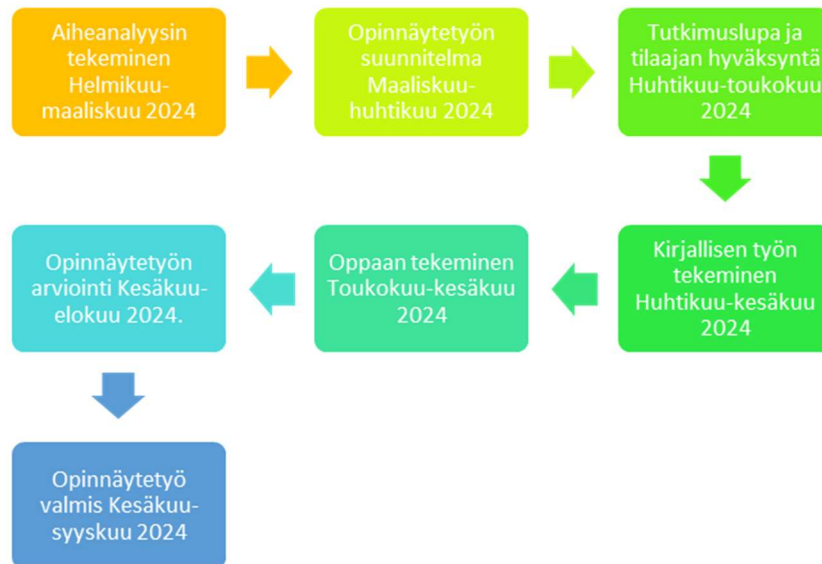 Aiheanalyysin
tekeminen
Helmikuu-
maaliskuu 2024
Opinnäytetyön
suunnitelma
Maaliskuu-
huhtikuu 2024
Tutkimuslupa ja
tilaajan hyväksyntä
Huhtikuu-toukokuu
2024
Kirjallisen työn
tekeminen
Huhtikuu-kesäkuu
2024
Oppaan tekeminen
Toukokuu-kesäkuu
2024
Opinnäytetyön
arviointi Kesäkuu-
elokuu 2024.
Opinnäytetyö
valmis Kesäkuu-
syyskuu 2024